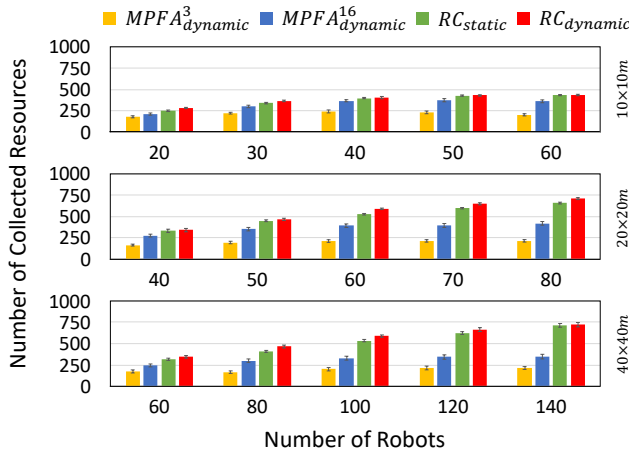 MPFA³dynamic MPFA¹⁶dynamic RCstatic RCdynamic
Number of Collected Resources
1000
750
500
250
0
20 30 40 50 60
10×10m
1000
750
500
250
0
40 50 60 70 80
20×20m
1000
750
500
250
0
60 80 100 120 140
40×40m
Number of Robots